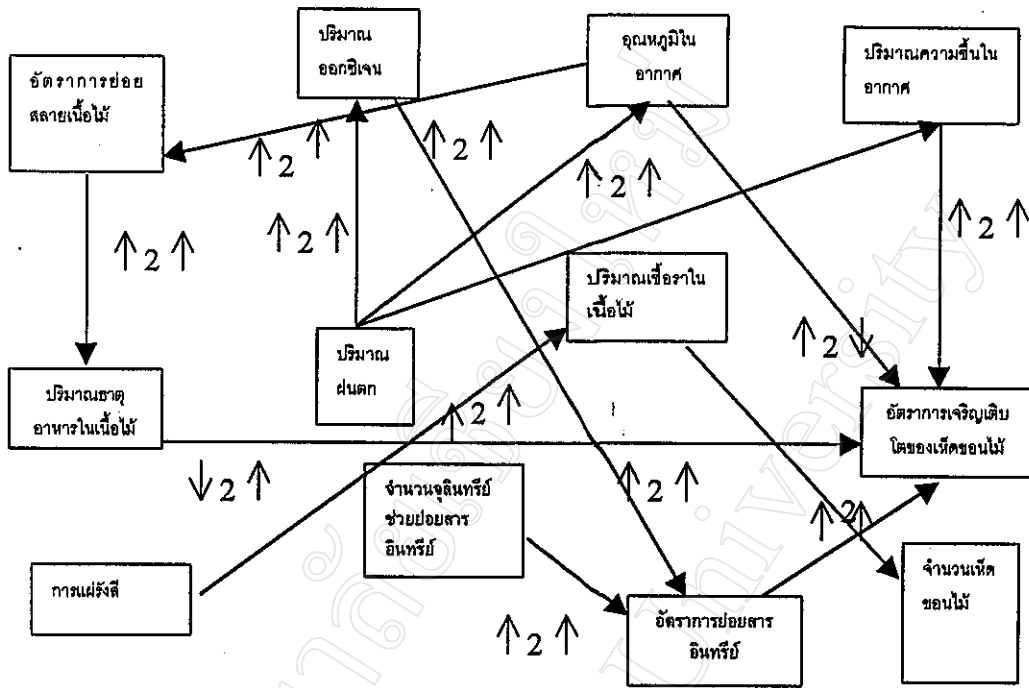 ปริมาณ
ออกซิเจน
อุณหภูมิใน
อากาศ
ปริมาณความชื้นใน
อากาศ
อัตราการย่อย
สลายเนื้อไม้
↑ 2 ↑
↑ 2 ↑
↑ 2 ↑
↑ 2 ↑
↑ 2 ↑
↑ 2 ↑
ปริมาณเชื้อราใน
เนื้อไม้
ปริมาณ
ฝนตก
↑ 2 ↓
ปริมาณธาตุ
อาหารในเนื้อไม้
↑ 2 ↑
อัตราการเจริญเติบ
โตของเห็ดขอนไม้
↓ 2 ↑
จำนวนจุลินทรีย์
ช่วยย่อยสาร
อินทรีย์
↑ 2 ↑
↑ 2 ↑
การแผ่รังสี
จำนวนเห็ด
ขอนไม้
↑ 2 ↑
อัตราการย่อยสาร
อินทรีย์
University